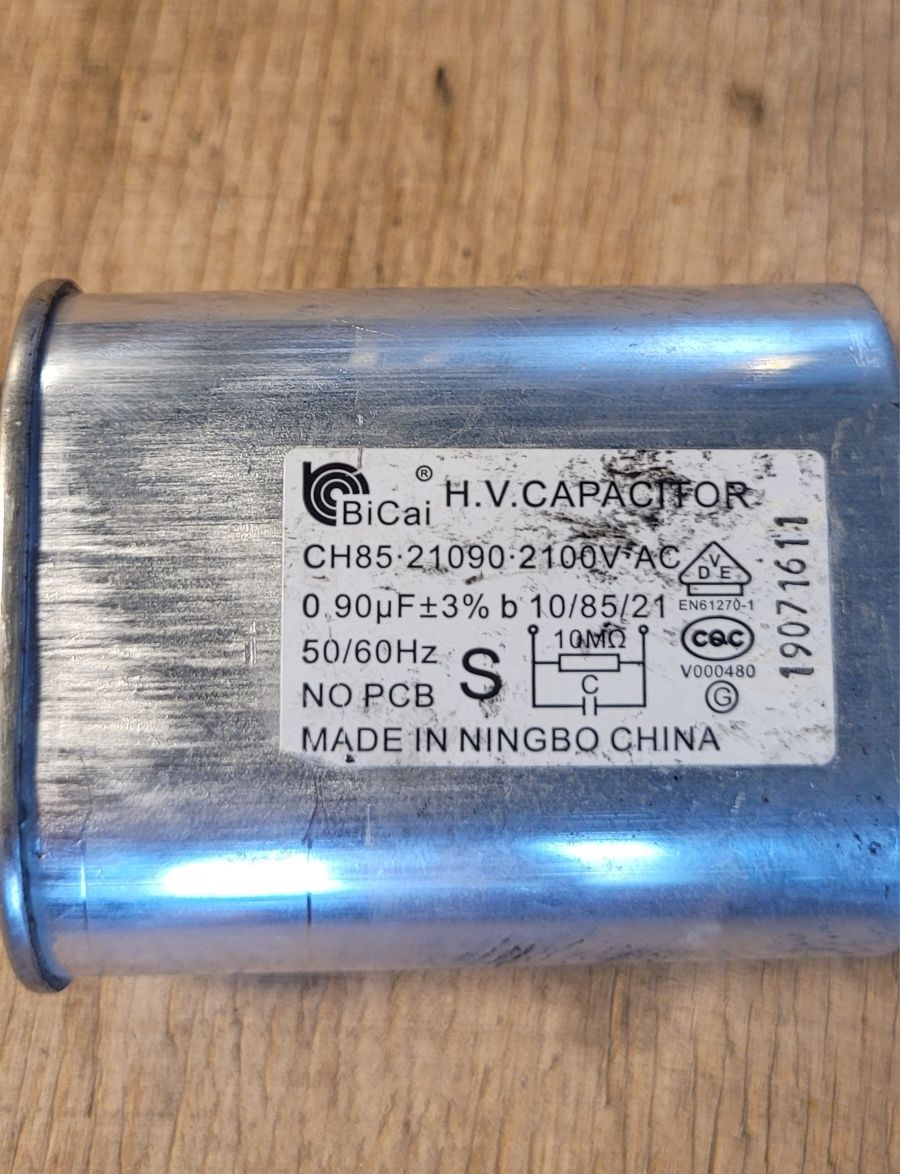 BiCai ® H.V.CAPACITOR
CH85·21090·2100V·AC
VDE
0.90μF±3% b 10/85/21
EN61270-1
50/60Hz
S
10MΩ
C
CQC
V000480
NO PCB
G
MADE IN NINGBO CHINA
19071611